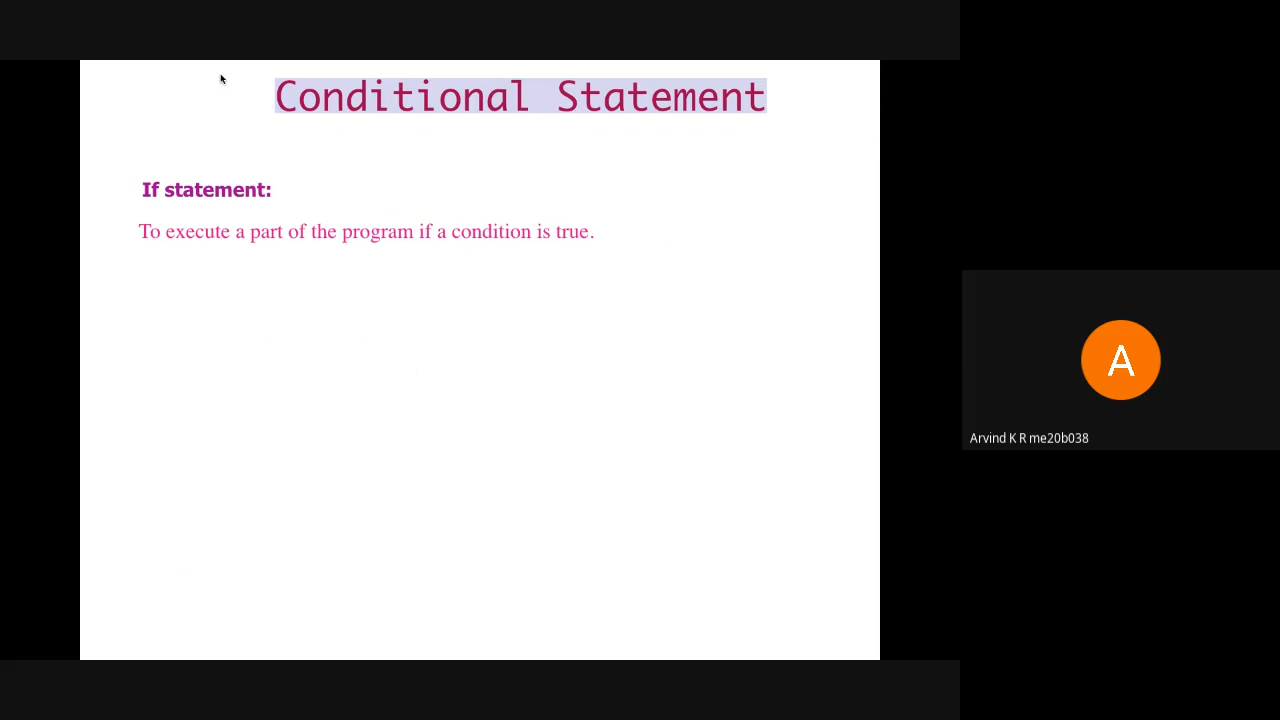 Conditional Statement
If statement:
To execute a part of the program if a condition is true.
A
Arvind K R me20b038